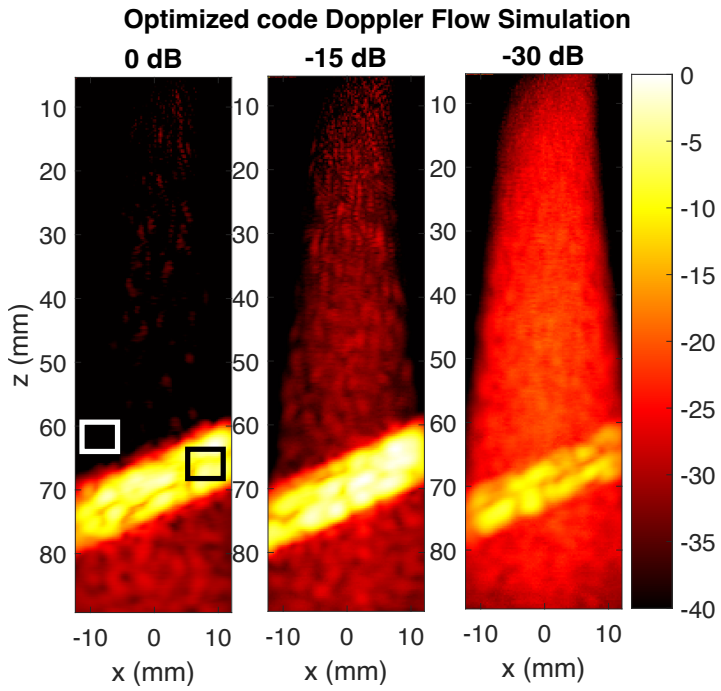 Optimized code Doppler Flow Simulation
0 dB -15 dB -30 dB
z (mm)
10 20 30 40 50 60 70 80
10 20 30 40 50 60 70 80
10 20 30 40 50 60 70 80
0 -5 -10 -15 -20 -25 -30 -35 -40
-10 0 10 -10 0 10 -10 0 10
x (mm) x (mm) x (mm)